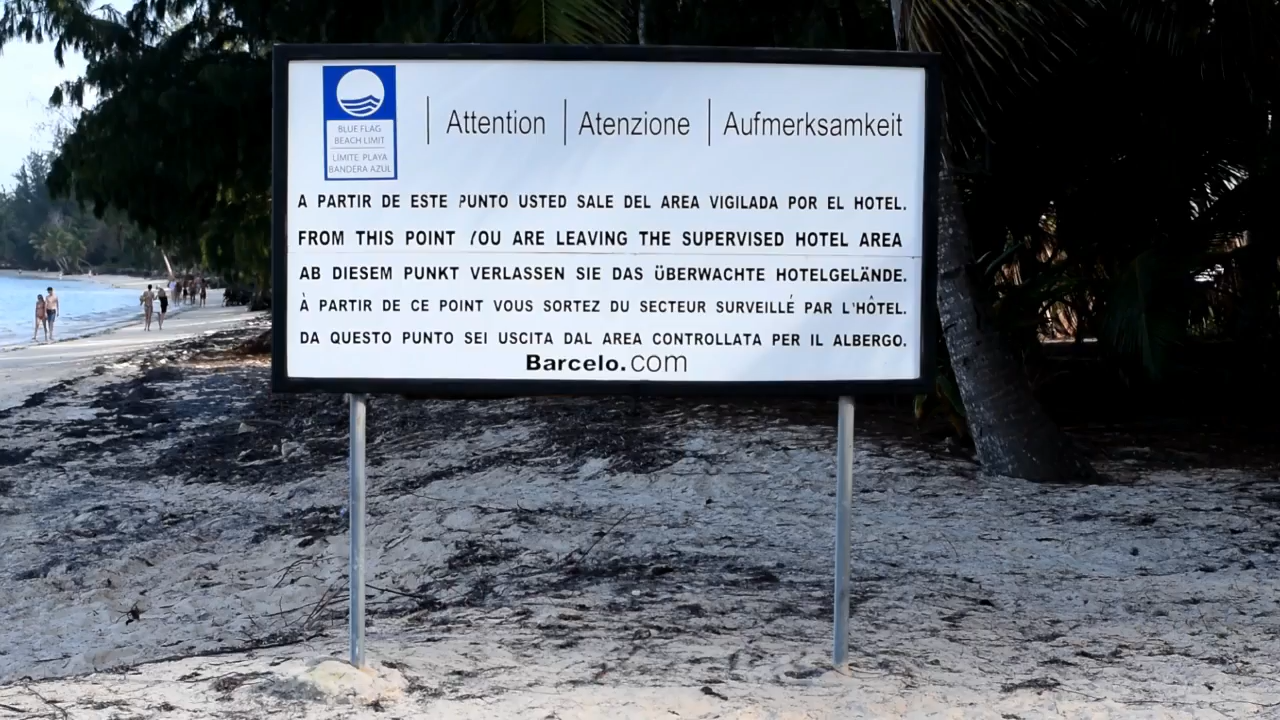 BLUE FLAG
BEACH LIMIT
LÍMITE PLAYA
BANDERA AZUL
| Attention | Atenzione | Aufmerksamkeit
A PARTIR DE ESTE PUNTO USTED SALE DEL AREA VIGILADA POR EL HOTEL.
FROM THIS POINT YOU ARE LEAVING THE SUPERVISED HOTEL AREA
AB DIESEM PUNKT VERLASSEN SIE DAS ÜBERWACHTE HOTELGELÄNDE.
À PARTIR DE CE POINT VOUS SORTEZ DU SECTEUR SURVEILLÉ PAR L'HÔTEL.
DA QUESTO PUNTO SEI USCITA DAL AREA CONTROLLATA PER IL ALBERGO.
Barcelo.com